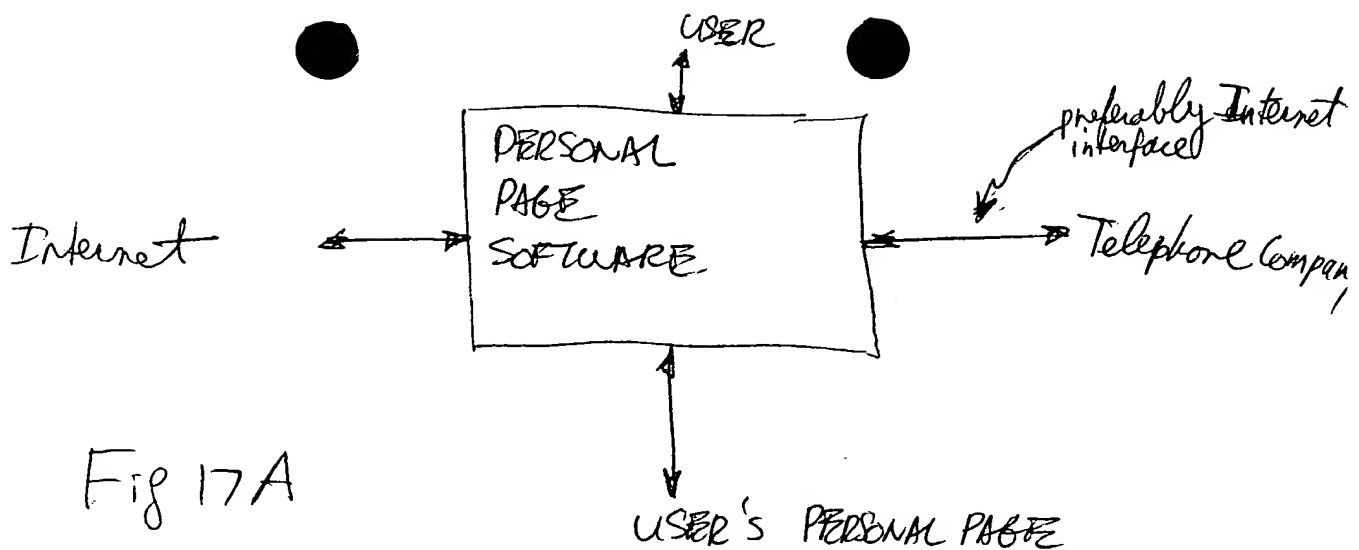 USER
preferably Internet
interface
PERSONAL
PAGE
SOFTWARE.
Internet
Telephone Company
Fig 17A
USER'S PERSONAL PAGE